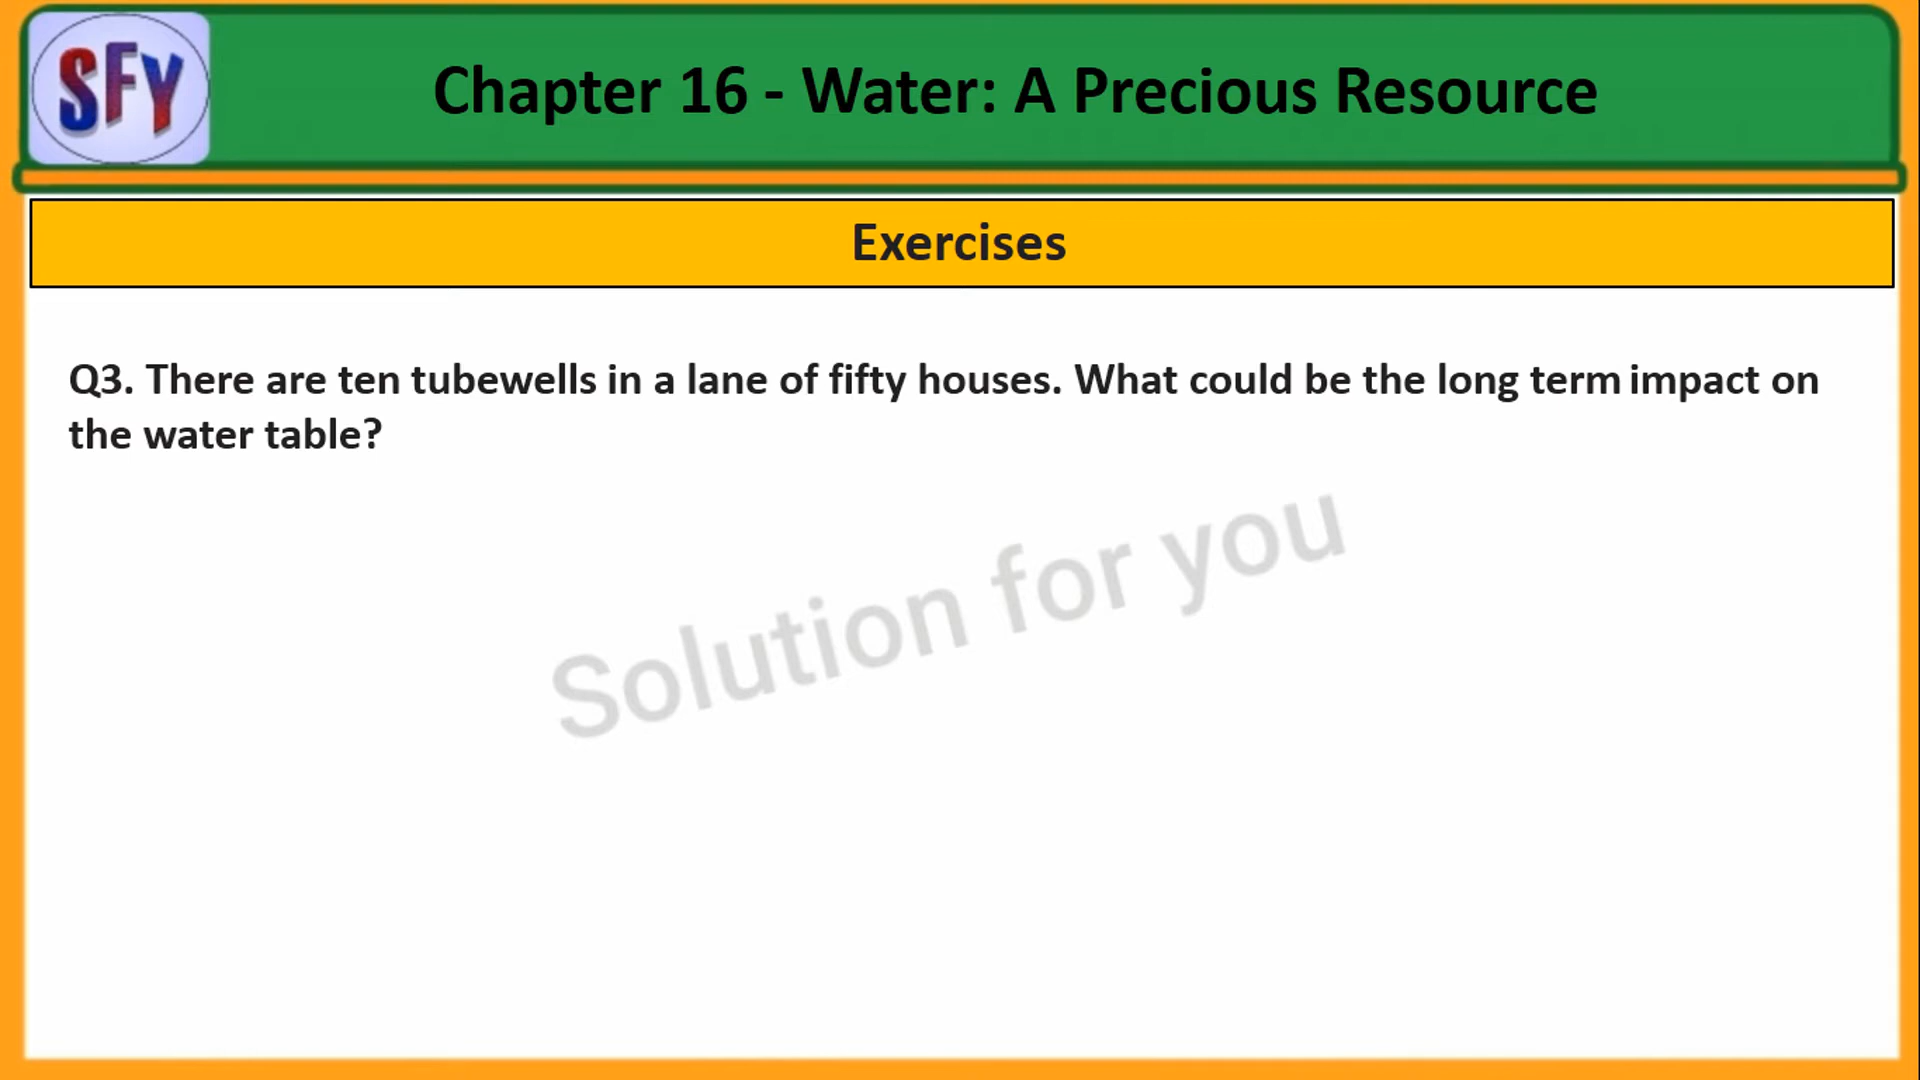 SFY
Chapter 16 - Water: A Precious Resource
Exercises
Q3. There are ten tubewells in a lane of fifty houses. What could be the long term impact on
the water table?
Solution for you